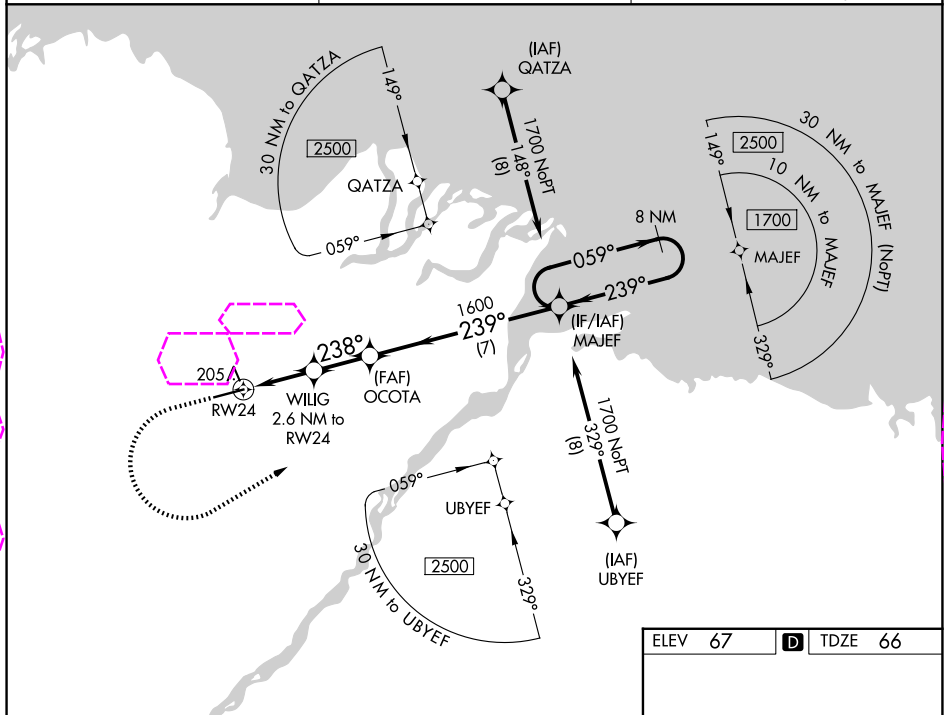 (IAF)
QATZA
30 NM to QATZA
149°
2500
QATZA
059°
1700 NoPT
148°
(8)
30 NM to MAJEF (NoPT)
2500
149°
10 NM to MAJEF
1700
MAJEF
329°
8 NM
059°
239°
(IF/IAF)
MAJEF
1600
239°
(7)
238°
(FAF)
OCOTA
205
RW24
WILIG
2.6 NM to
RW24
1700 NoPT
329°
(8)
(IAF)
UBYEF
059°
UBYEF
2500
329°
30 NM to UBYEF
ELEV 67 D TDZE 66